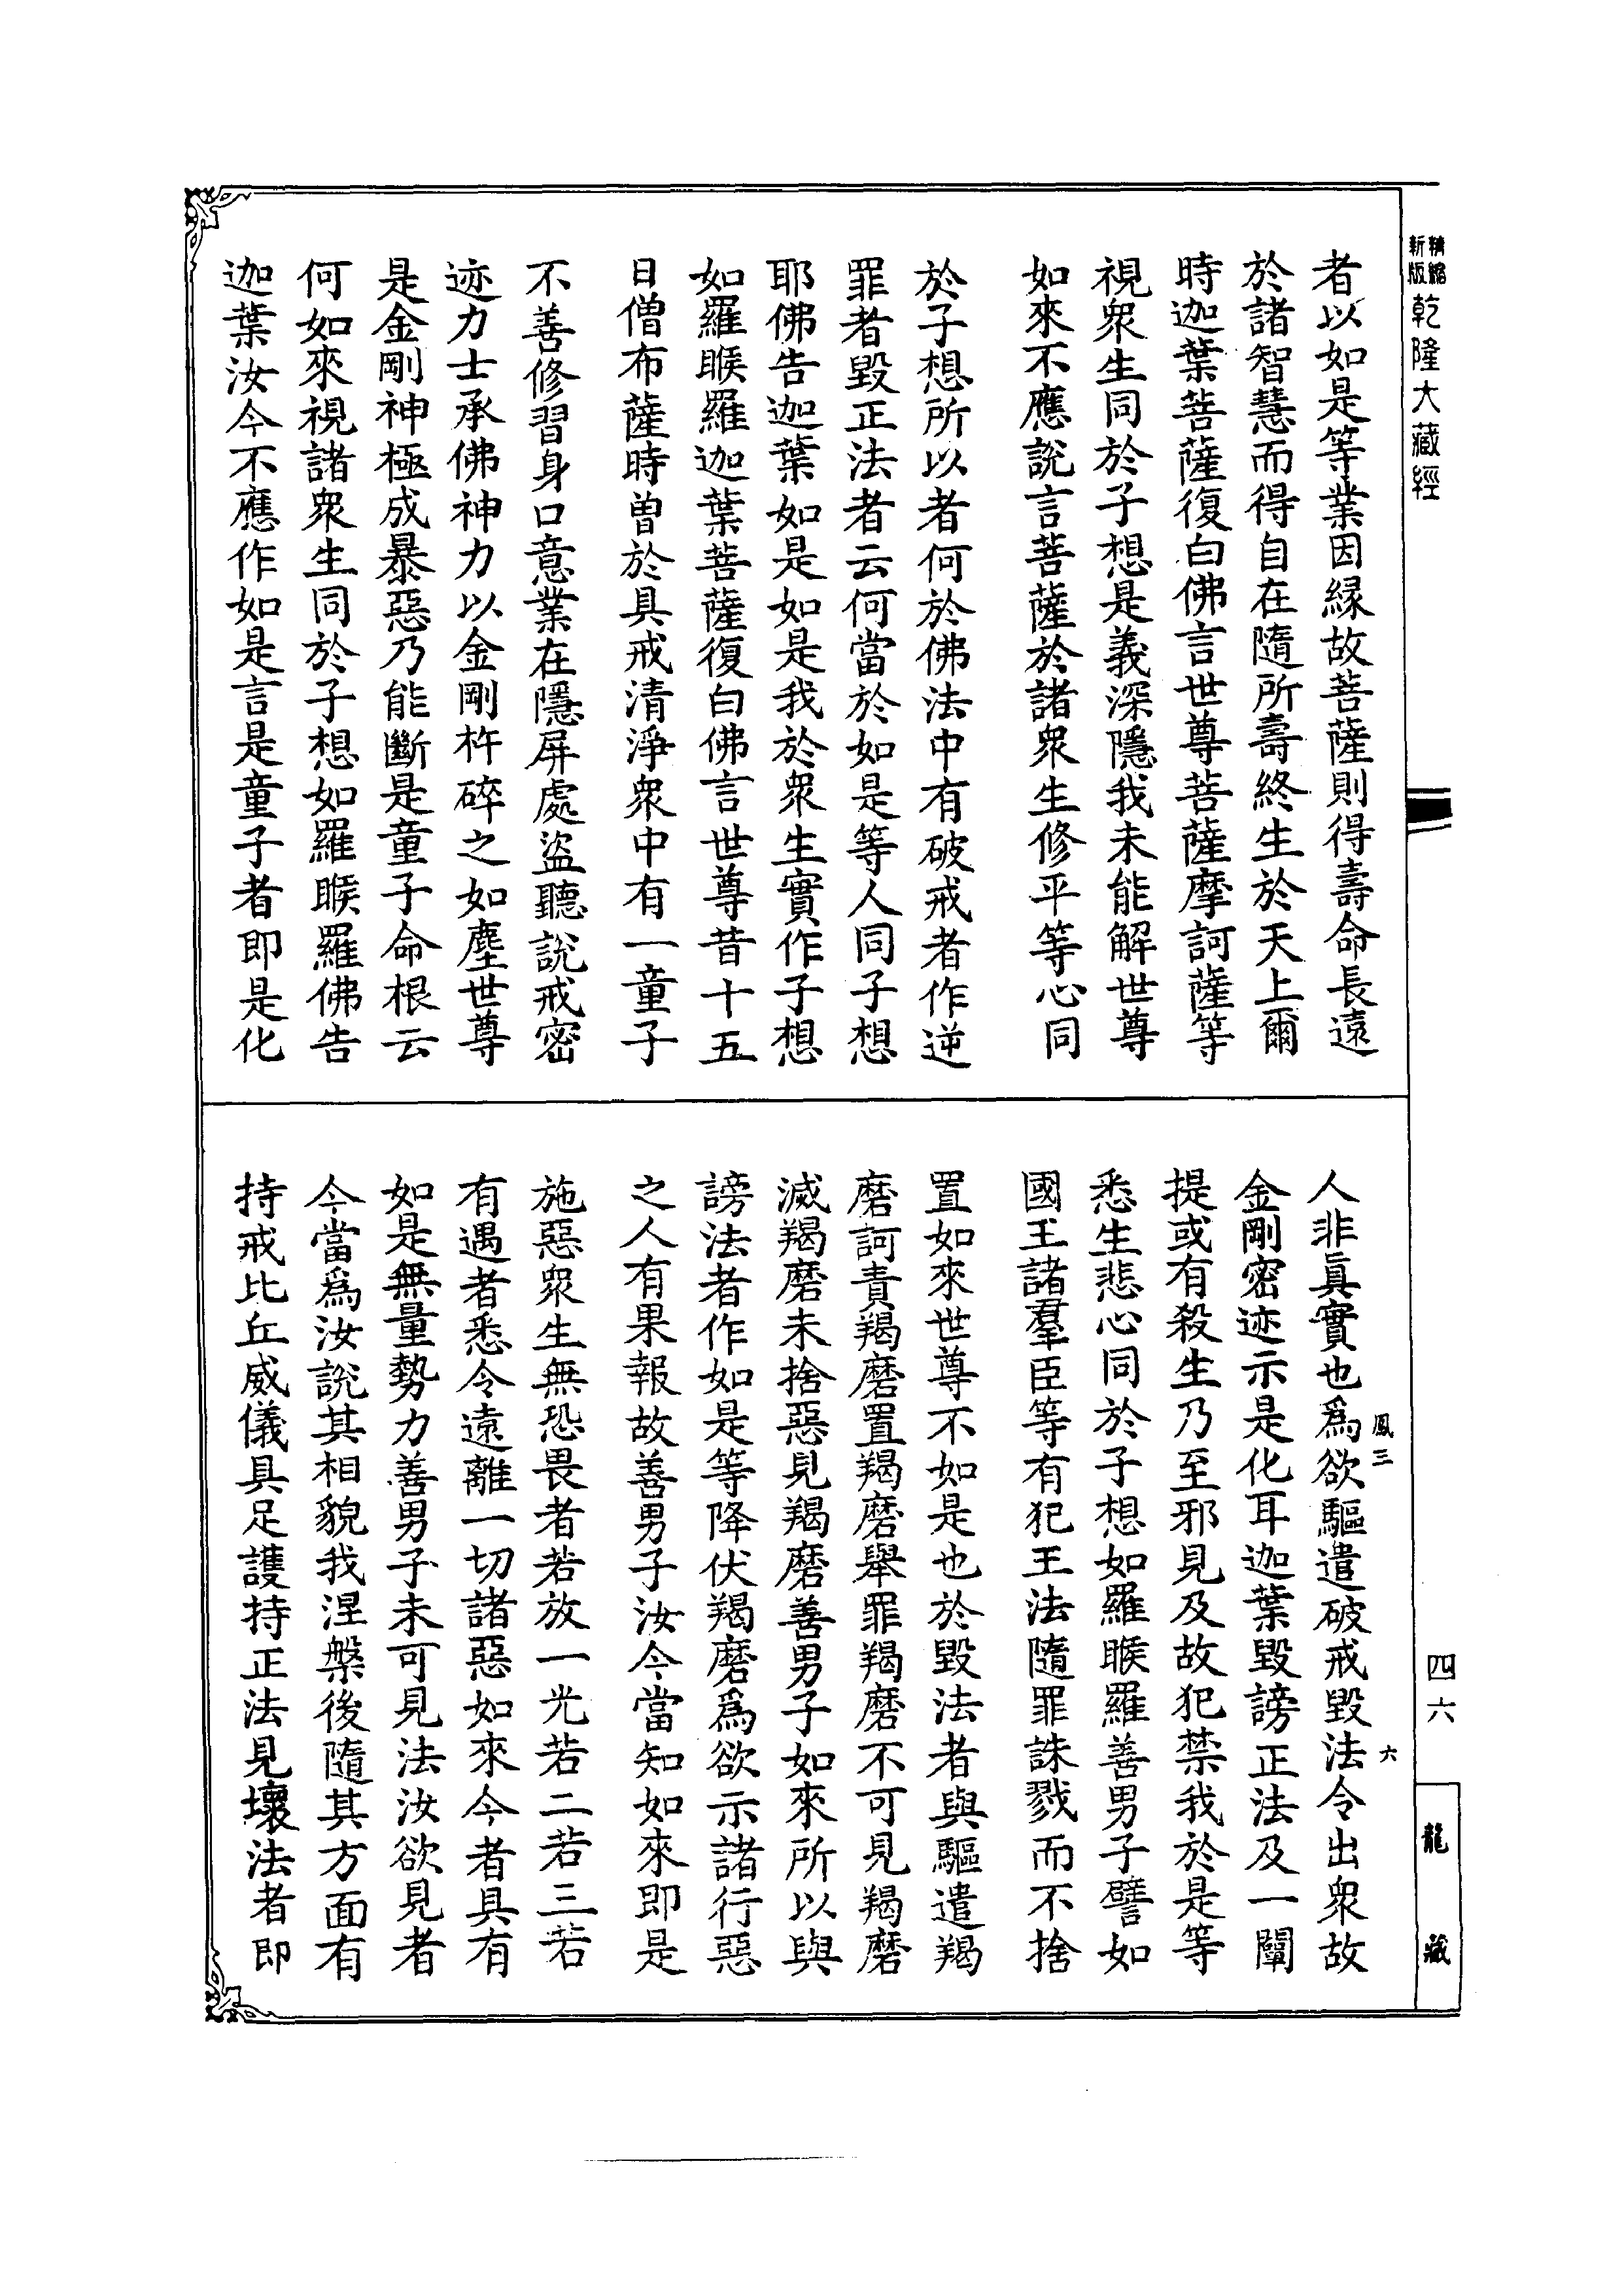 精縮新版乾隆大藏經
者以如是等業因緣故菩薩則得壽命長遠
於諸智慧而得自在隨所壽終生於天上爾
時迦葉菩薩復白佛言世尊菩薩摩訶薩等
視衆生同於子想是義深隱我未能解世尊
如來不應說言菩薩於諸衆生修平等心同
於子想所以者何於佛法中有破戒者作逆
罪者毀正法者云何當於如是等人同子想
耶佛告迦葉如是如是我於衆生實作子想
如羅睺羅迦葉菩薩復白佛言世尊昔十五
日僧布薩時曾於具戒清淨衆中有一童子
不善修習身口意業在隱屏處盜聽說戒密
迹力士承佛神力以金剛杵碎之如塵世尊
是金剛神極成暴惡乃能斷是童子命根云
何如來視諸衆生同於子想如羅睺羅佛告
迦葉汝今不應作如是言是童子者即是化
人非眞實也爲欲驅遣破戒毀法令出衆故
金剛密迹示是化耳迦葉毀謗正法及一闡
提或有殺生乃至邪見及故犯禁我於是等
悉生悲心同於子想如羅睺羅善男子譬如
國王諸羣臣等有犯王法隨罪誅戮而不捨
置如來世尊不如是也於毀法者與驅遣羯
磨訶責羯磨置羯磨舉罪羯磨不可見羯磨
滅羯磨未捨惡見羯磨善男子如來所以與
謗法者作如是等降伏羯磨爲欲示諸行惡
之人有果報故善男子汝今當知如來即是
施惡衆生無恐畏者若放一光若二若三若
有遇者悉令遠離一切諸惡如來今者具有
如是無量勢力善男子未可見法汝欲見者
今當爲汝說其相貌我涅槃後隨其方面有
持戒比丘威儀具足護持正法見壞法者即
鳳三
六
四六
龍藏